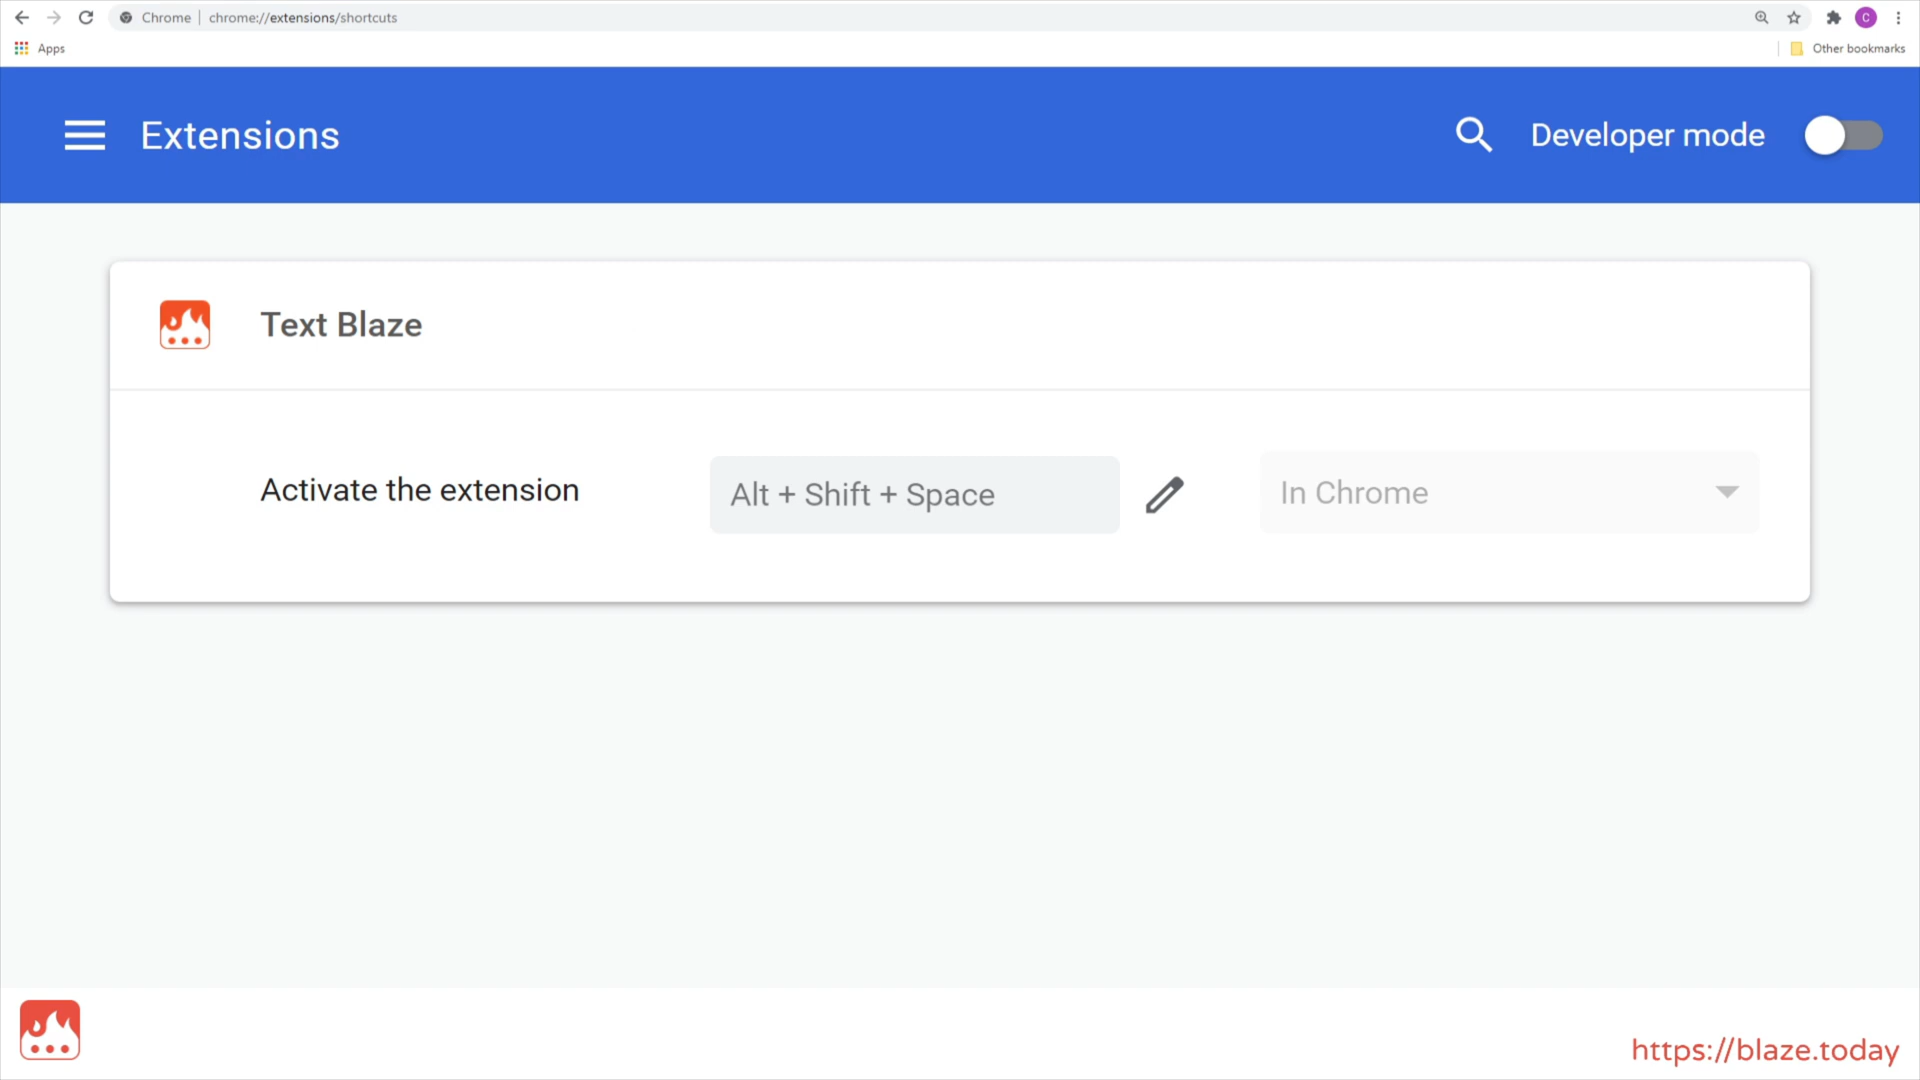 Chrome | chrome://extensions/shortcuts
C
Apps
Other bookmarks
Extensions
Developer mode
Text Blaze
Activate the extension
Alt + Shift + Space
In Chrome
https://blaze.today